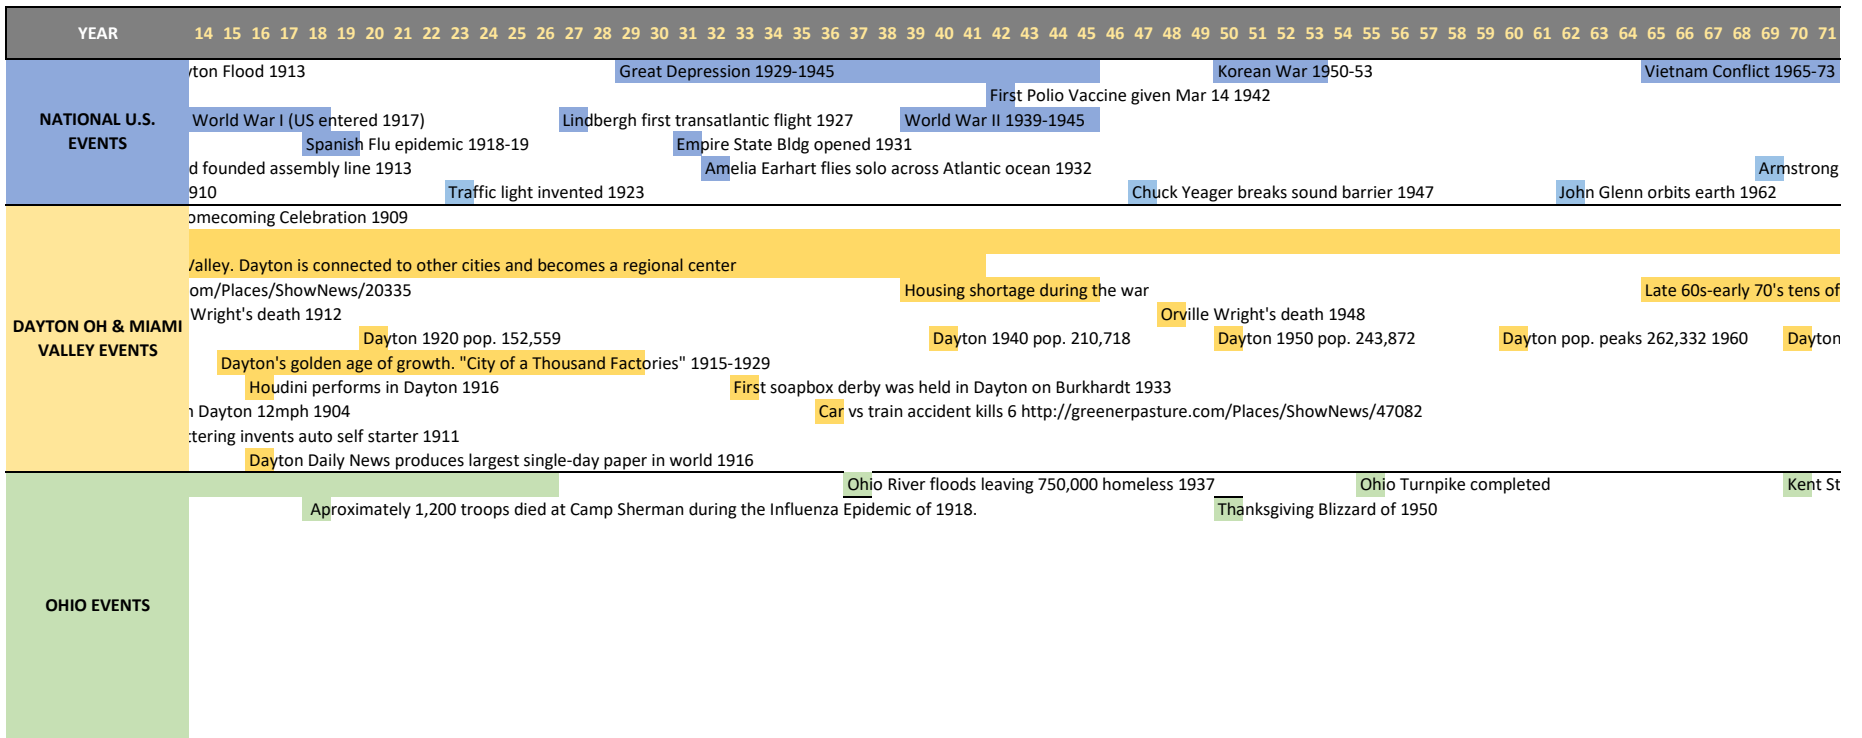 YEAR 14 15 16 17 18 19 20 21 22 23 24 25 26 27 28 29 30 31 32 33 34 35 36 37 38 39 40 41 42 43 44 45 46 47 48 49 50 51 52 53 54 55 56 57 58 59 60 61 62 63 64 65 66 67 68 69 70 71
NATIONAL U.S.
EVENTS
yton Flood 1913 Great Depression 1929-1945 Korean War 1950-53 Vietnam Conflict 1965-73
First Polio Vaccine given Mar 14 1942
World War I (US entered 1917) Lindbergh first transatlantic flight 1927 World War II 1939-1945
Spanish Flu epidemic 1918-19 Empire State Bldg opened 1931
d founded assembly line 1913 Amelia Earhart flies solo across Atlantic ocean 1932 Armstrong
910 Traffic light invented 1923 Chuck Yeager breaks sound barrier 1947 John Glenn orbits earth 1962
DAYTON OH & MIAMI
VALLEY EVENTS
omecoming Celebration 1909
Valley. Dayton is connected to other cities and becomes a regional center
om/Places/ShowNews/20335 Housing shortage during the war Late 60s-early 70's tens of
Wright's death 1912 Orville Wright's death 1948
Dayton 1920 pop. 152,559 Dayton 1940 pop. 210,718 Dayton 1950 pop. 243,872 Dayton pop. peaks 262,332 1960 Dayton
Dayton's golden age of growth. "City of a Thousand Factories" 1915-1929
Houdini performs in Dayton 1916 First soapbox derby was held in Dayton on Burkhardt 1933
n Dayton 12mph 1904 Car vs train accident kills 6 http://greenerpasture.com/Places/ShowNews/47082
ttering invents auto self starter 1911
Dayton Daily News produces largest single-day paper in world 1916
OHIO EVENTS
Ohio River floods leaving 750,000 homeless 1937 Ohio Turnpike completed Kent St
Aproximately 1,200 troops died at Camp Sherman during the Influenza Epidemic of 1918. Thanksgiving Blizzard of 1950